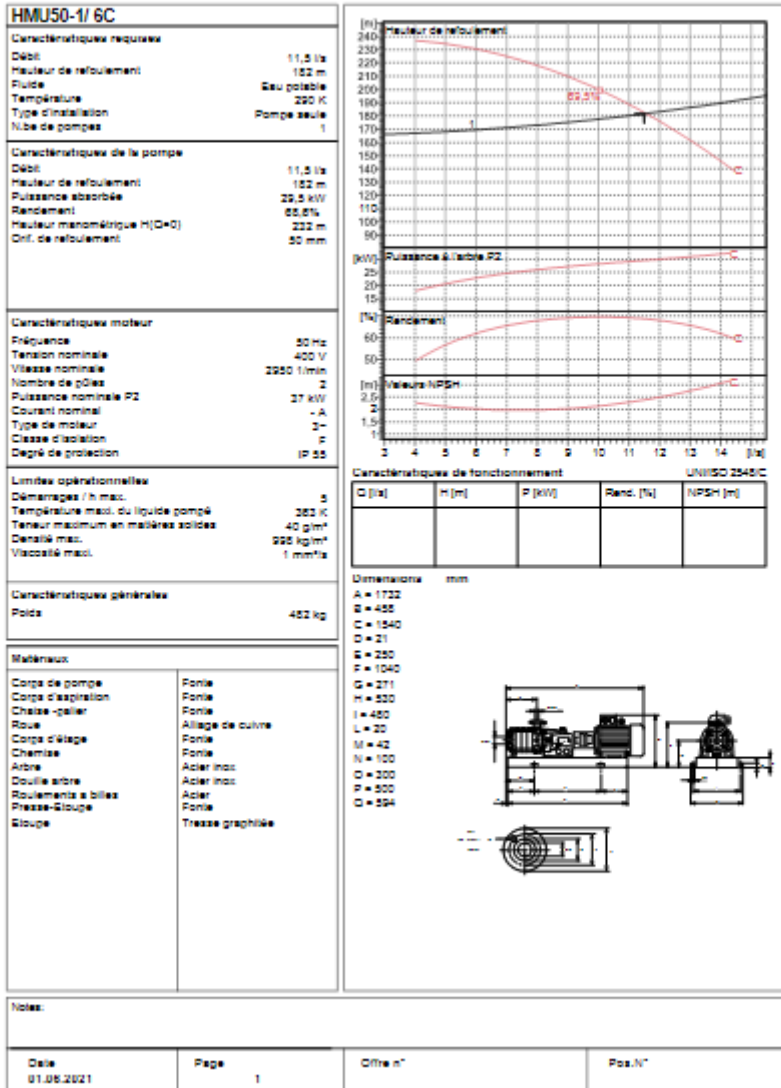 HMU50-1/ 6C
Caractéristiques requises
Débit 11,5 l/s
Hauteur de refoulement 182 m
Fluide Eau potable
Température 290 K
Type d'installation Pompe seule
N.be de pompes 1
Caractéristiques de la pompe
Débit 11,5 l/s
Hauteur de refoulement 182 m
Puissance absorbée 29,5 kW
Rendement 68,8%
Hauteur manométrique H(Q=0) 232 m
Orif. de refoulement 50 mm
Caractéristiques moteur
Fréquence 50 Hz
Tension nominale 400 V
Vitesse nominale 2950 1/min
Nombre de pôles 2
Puissance nominale P2 37 kW
Courant nominal - A
Type de moteur 3~
Classe d'isolation F
Degré de protection IP 55
Limites opérationnelles
Démarrages / h max. 5
Température maxi. du liquide pompé 363 K
Teneur maximum en matières solides 40 g/m³
Densité max. 998 kg/m³
Viscosité maxi. 1 mm²/s
Caractéristiques générales
Poids 482 kg
Matériaux
Corps de pompe Fonte
Corps d'aspiration Fonte
Chaise -palier Fonte
Roue Alliage de cuivre
Corps d'étage Fonte
Chemise Fonte
Arbre Acier inox
Douille arbre Acier inox
Roulements a billes Acier
Presse-Etoupe Fonte
Etoupe Tresse graphitée
[m] Hauteur de refoulement
240
230
220
210
200
190
180
170
160
150
140
130
120
110
100
90
69,5%
1
C
[kW] Puissance à l'arbre P2
25
20
15
C
[%] Rendement
60
50
C
[m] Valeurs NPSH
2,5
2
1,5
1
C
3 4 5 6 7 8 9 10 11 12 13 14 [l/s]
Caractéristiques de fonctionnement UNI/ISO 2548/C
Q [l/s] H [m] P [kW] Rend. [%] NPSH [m]
Dimensions mm
A = 1732
B = 458
C = 1540
D = 21
E = 250
F = 1040
G = 271
H = 530
I = 480
L = 20
M = 42
N = 100
O = 300
P = 500
Q = 594
Notes:
Date Page Offre n° Pos.N°
01.06.2021 1